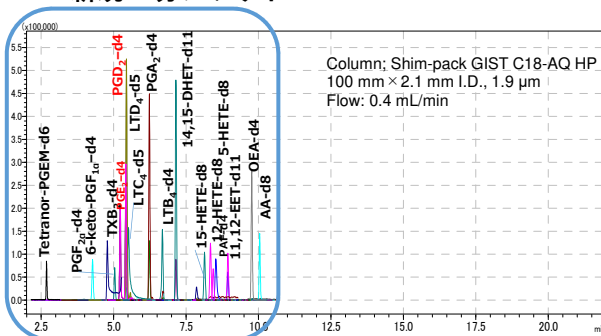 (x100,000)
5.5
5.0
4.5
4.0
3.5
3.0
2.5
2.0
1.5
1.0
0.5
0.0
Tetranor-PGEM-d6
PGF2α-d4
6-keto-PGF1α-d4
TXB2-d4
PGE2-d4
PGD2-d4
LTC4-d5
LTD4-d5
PGA2-d4
LTB4-d4
14,15-DHET-d11
15-HETE-d8
12-HETE-d8
5-HETE-d8
11,12-EET-d11
OEA-d4
AA-d8
Column; Shim-pack GIST C18-AQ HP
100 mm×2.1 mm I.D., 1.9 μm
Flow: 0.4 mL/min
2.5 5.0 7.5 10.0 12.5 15.0 17.5 20.0